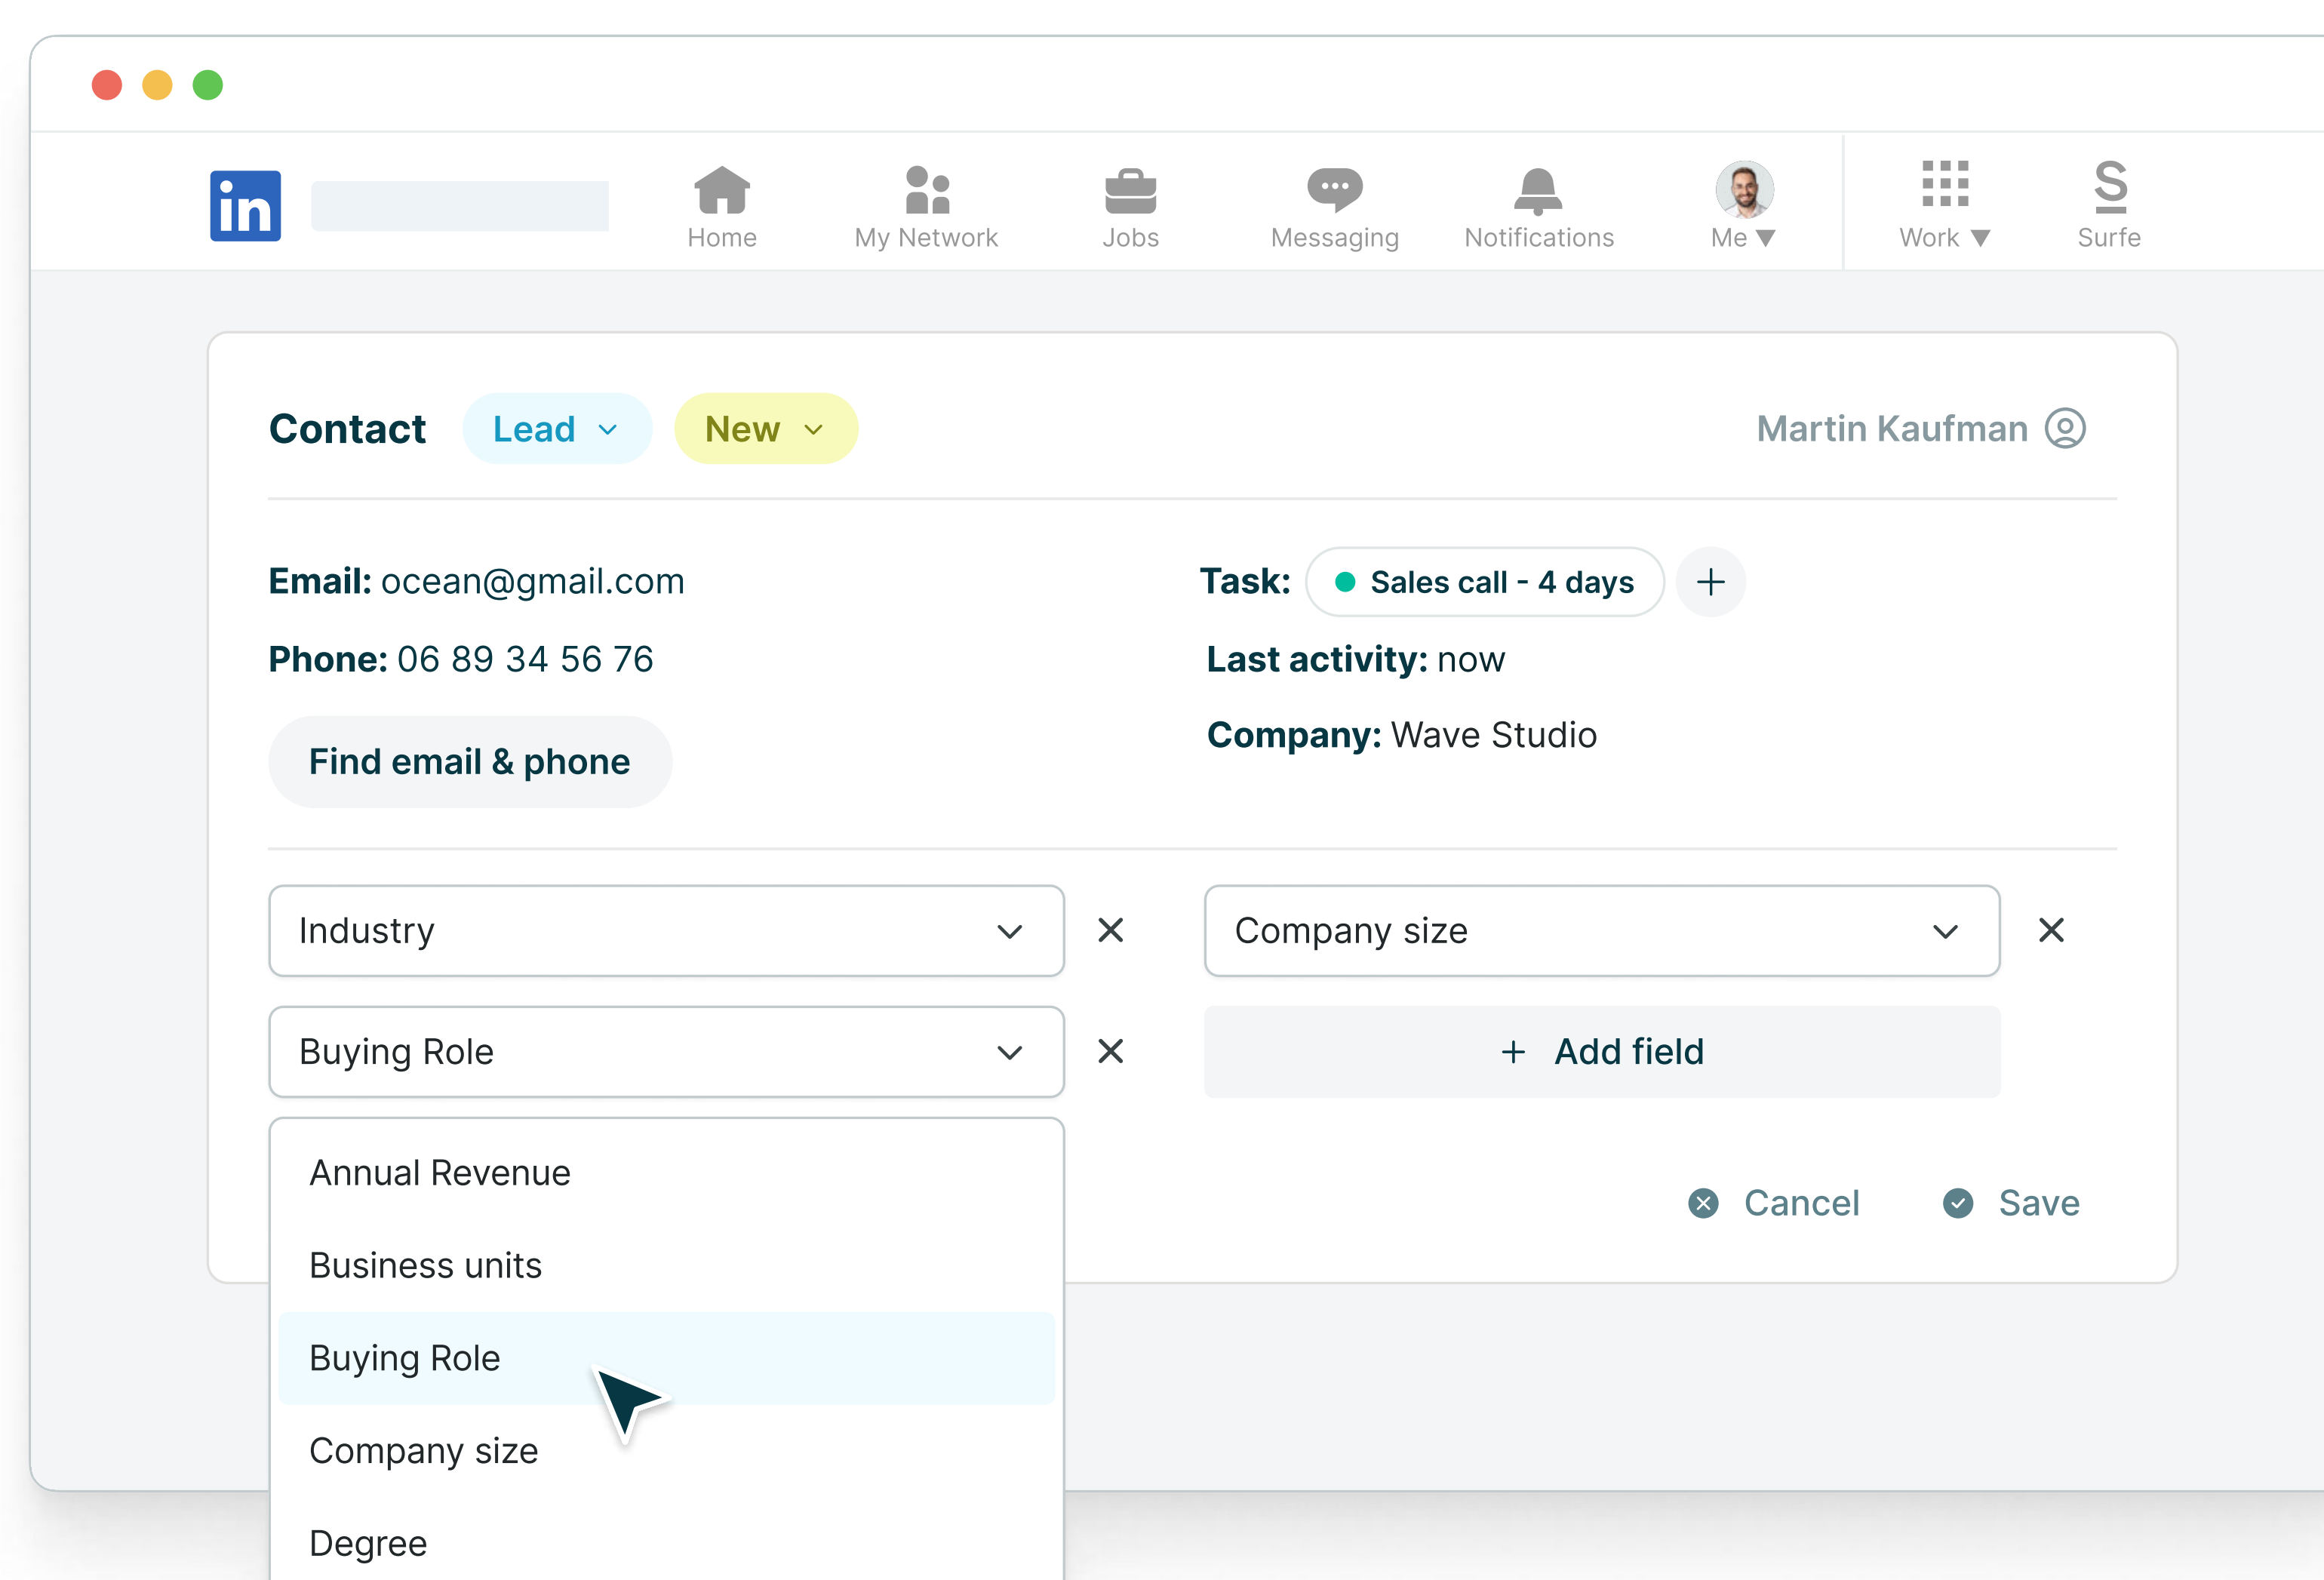 in
Home
My Network
Jobs
Messaging
Notifications
Me ▼
Work ▼
S
Surfe
Contact
Lead
New
Martin Kaufman
Email: ocean@gmail.com
Task: Sales call - 4 days
Phone: 06 89 34 56 76
Last activity: now
Find email & phone
Company: Wave Studio
Industry
Company size
Buying Role
+ Add field
Annual Revenue
Cancel
Save
Business units
Buying Role
Company size
Degree